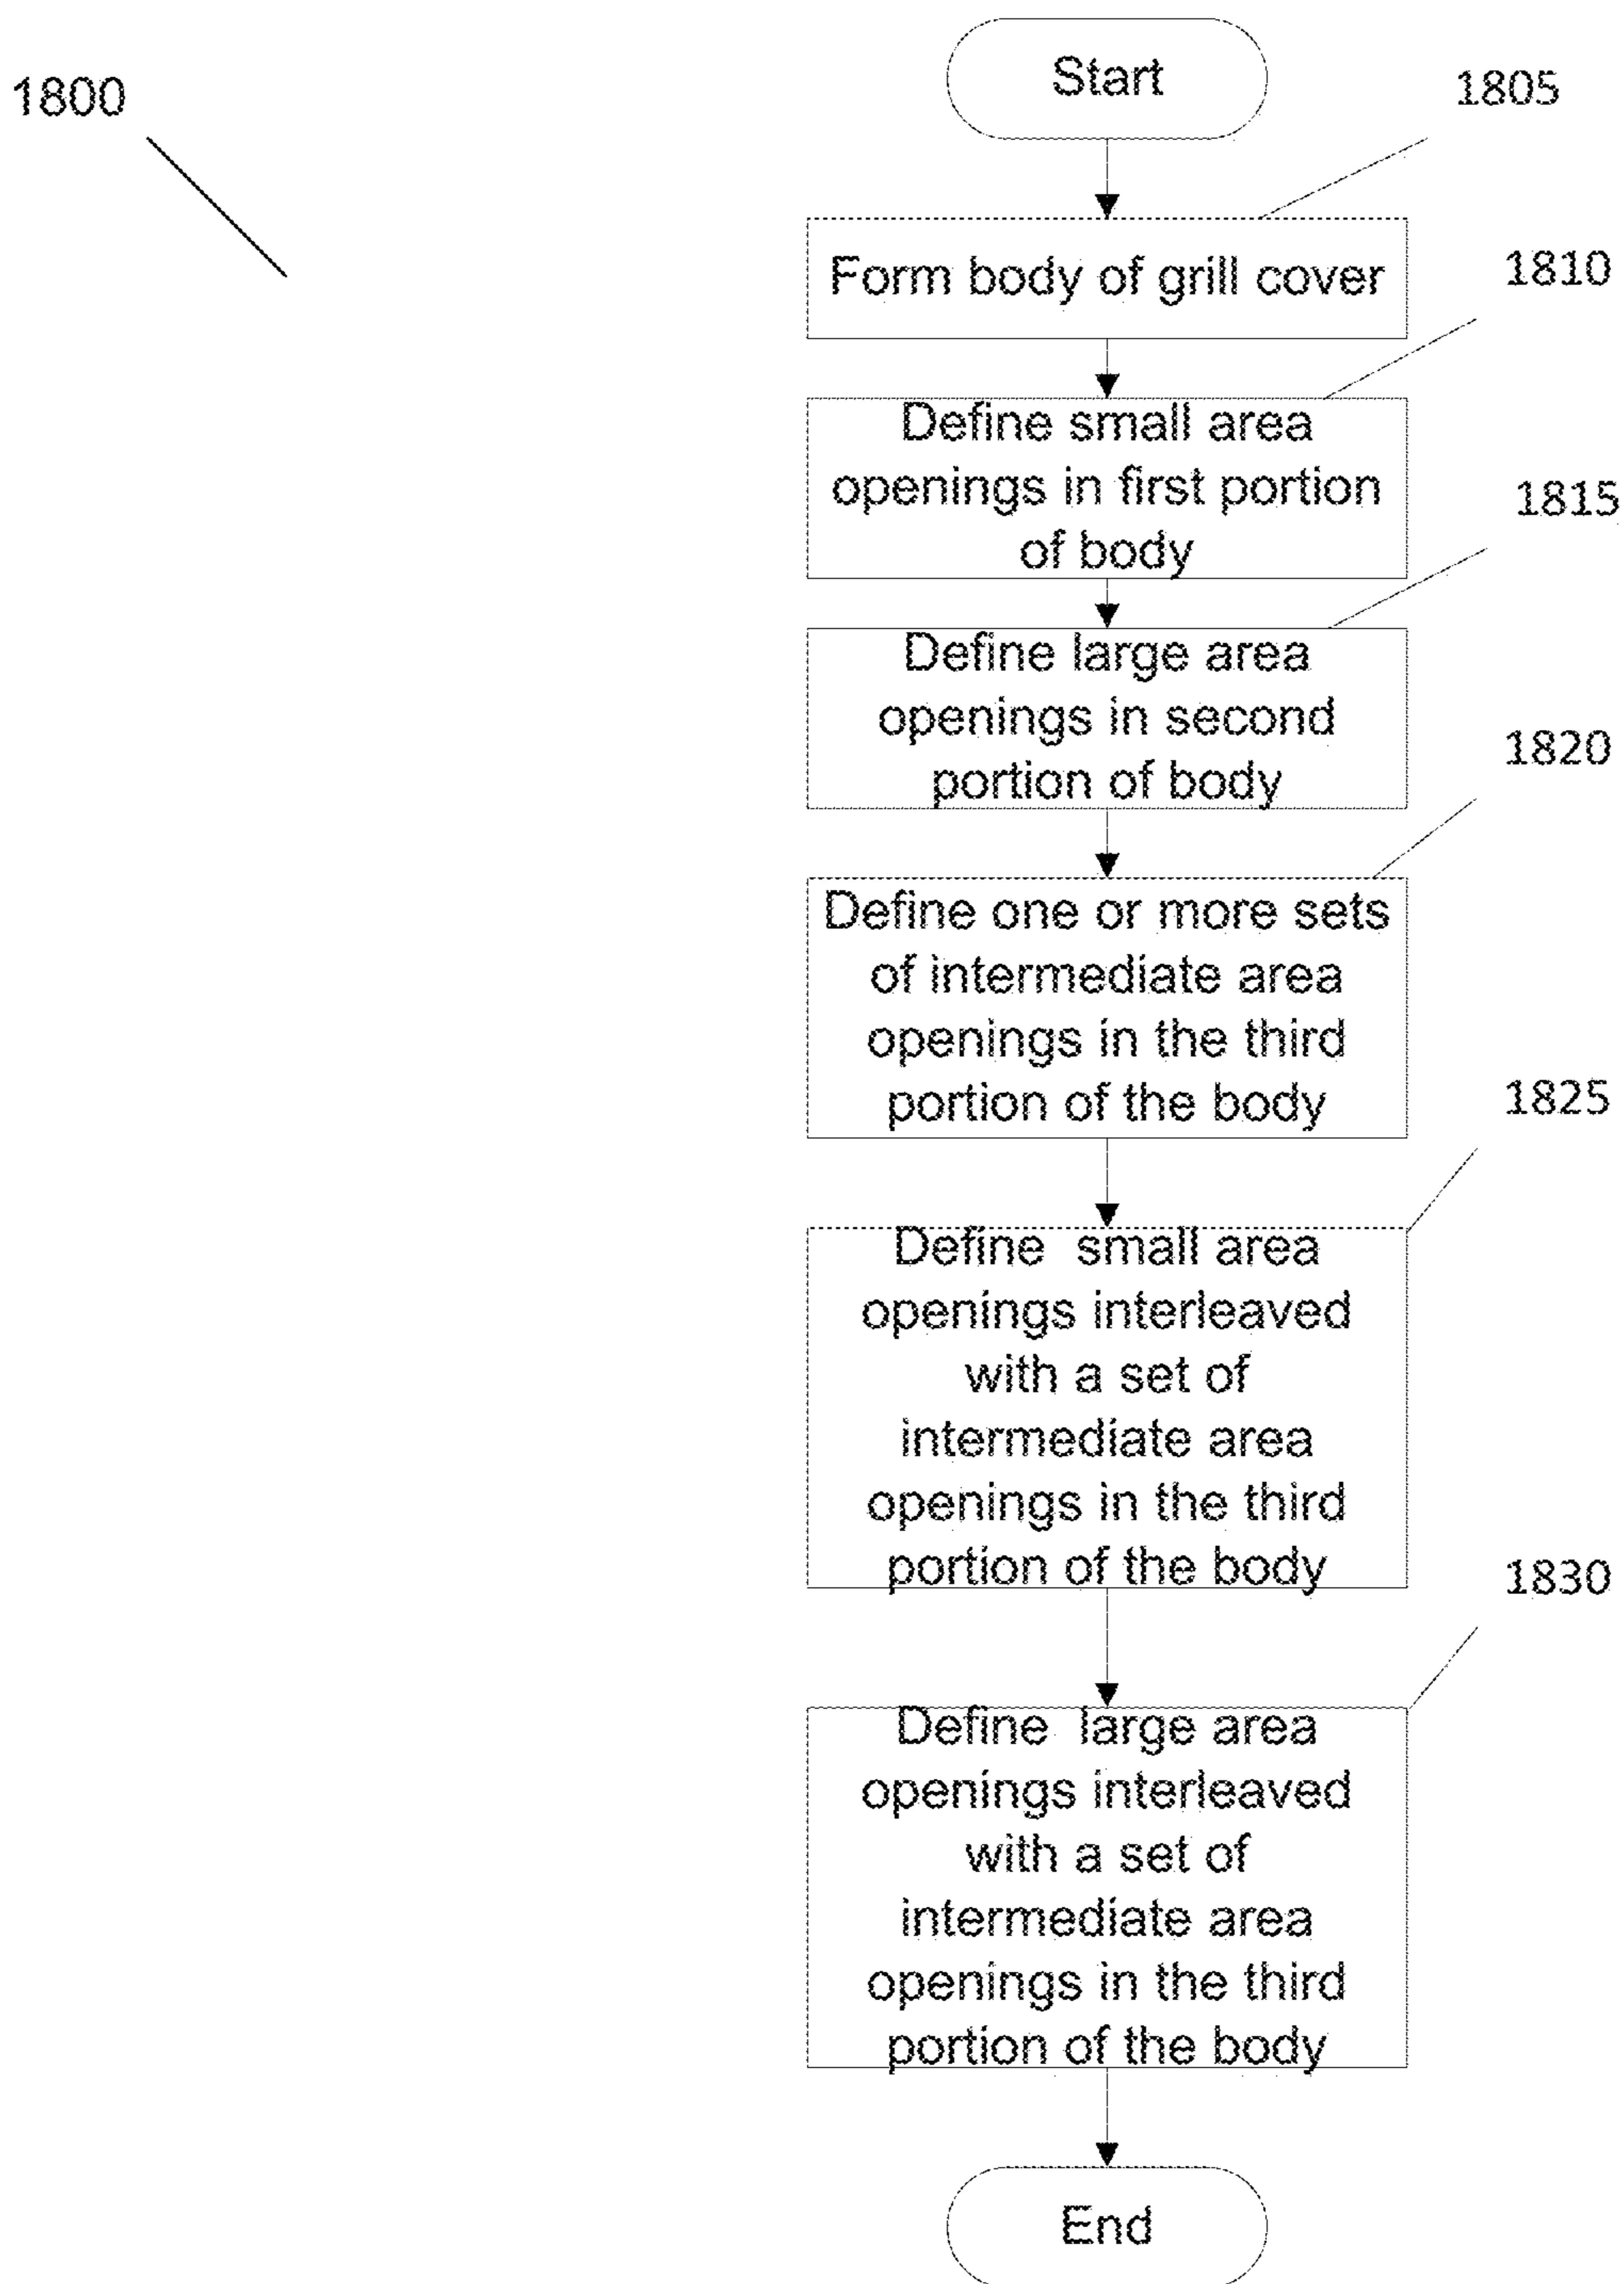 Start
1800
1805
Form body of grill cover
1810
Define small area
openings in first portion
of body
1815
Define large area
openings in second
portion of body
1820
Define one or more sets
of intermediate area
openings in the third
portion of the body
1825
Define small area
openings interleaved
with a set of
intermediate area
openings in the third
portion of the body
1830
Define large area
openings interleaved
with a set of
intermediate area
openings in the third
portion of the body
End